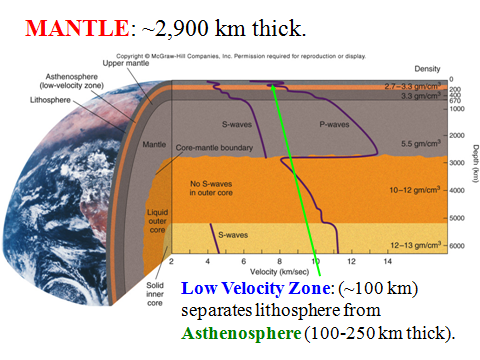 MANTLE: ~2,900 km thick.
Copyright © McGraw-Hill Companies, Inc. Permission required for reproduction or display.
Upper mantle
Asthenosphere
(low-velocity zone)
Lithosphere
Density
0
2.7–3.3 gm/cm³
200
3.3 gm/cm³
400
670
1000
S-waves
P-waves
2000
Mantle
Core-mantle boundary
5.5 gm/cm³
3000
No S-waves
in outer core
10–12 gm/cm³
4000
Depth (km)
Liquid
outer
core
5000
S-waves
12–13 gm/cm³
6000
2 4 6 8 10 12 14
Velocity (km/sec)
Solid
inner
core
Low Velocity Zone: (~100 km)
separates lithosphere from
Asthenosphere (100-250 km thick).